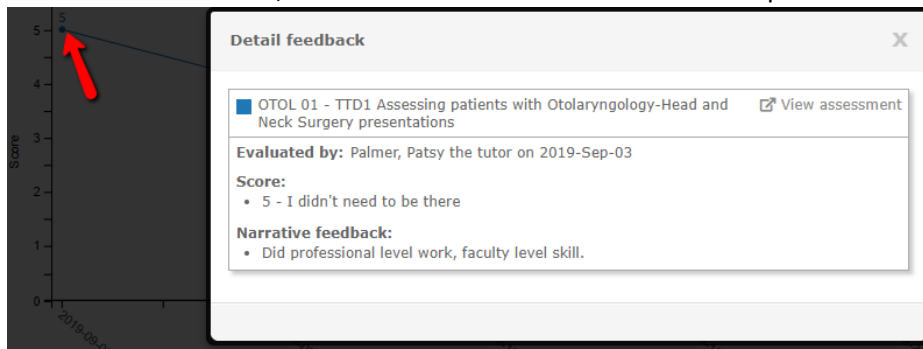 5
5
4
3
2
1
0
Score
Detail feedback
X
OTOL 01 - TTD1 Assessing patients with Otolaryngology-Head and
Neck Surgery presentations
View assessment
Evaluated by: Palmer, Patsy the tutor on 2019-Sep-03
Score:
• 5 - I didn't need to be there
Narrative feedback:
• Did professional level work, faculty level skill.